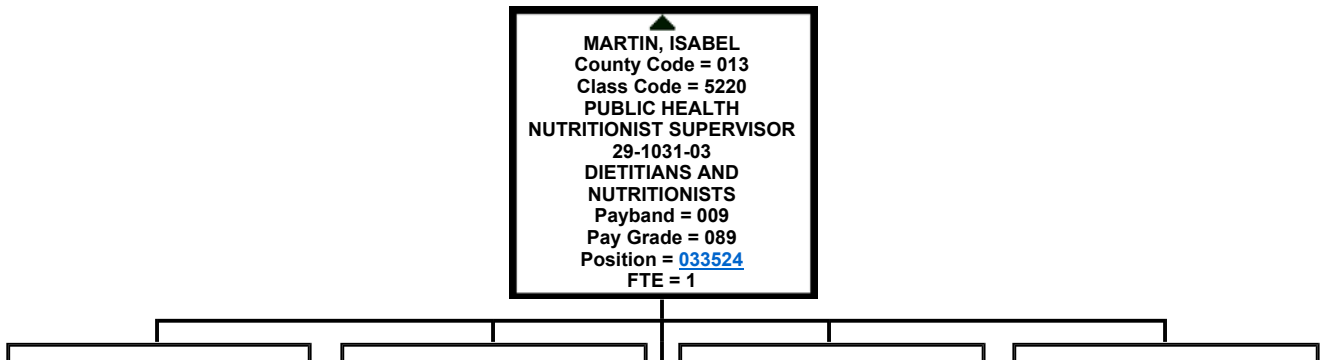 MARTIN, ISABEL
County Code = 013
Class Code = 5220
PUBLIC HEALTH
NUTRITIONIST SUPERVISOR
29-1031-03
DIETITIANS AND
NUTRITIONISTS
Payband = 009
Pay Grade = 089
Position = 033524
FTE = 1